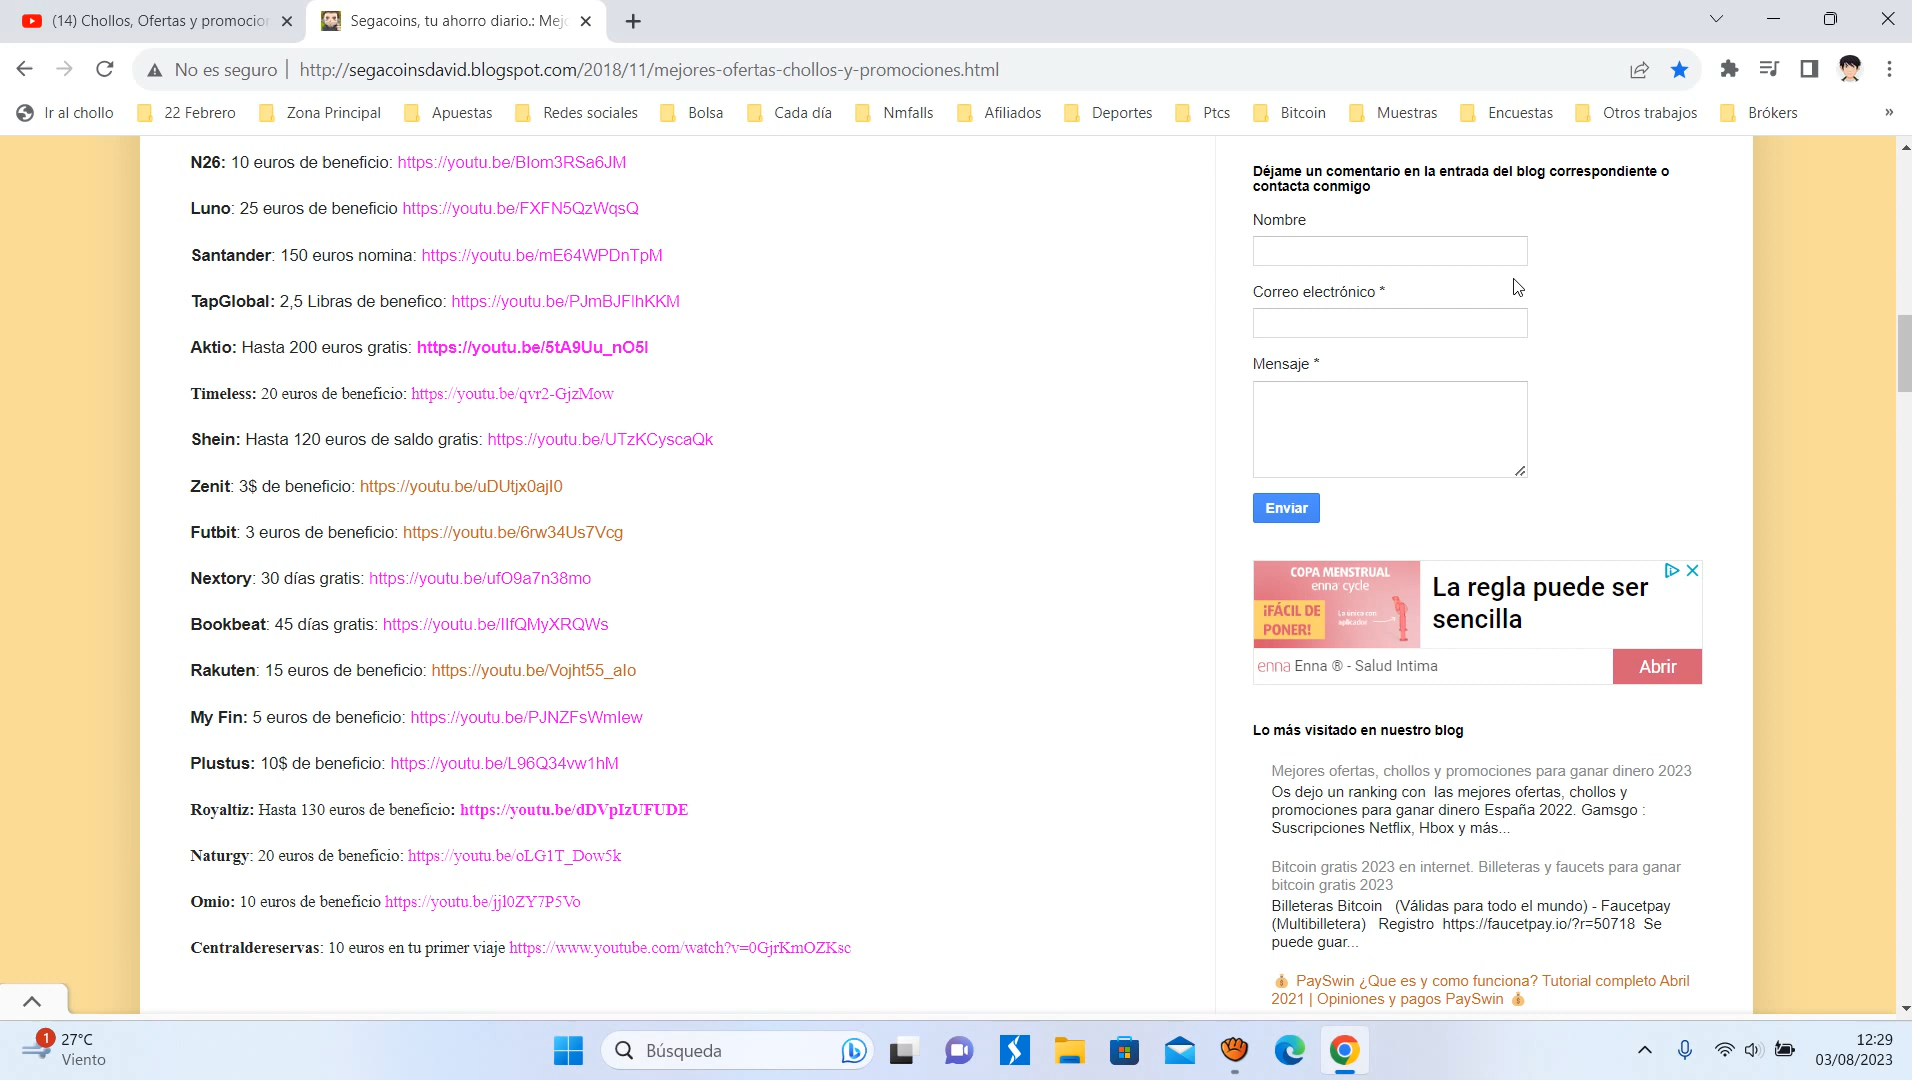 (14) Chollos, Ofertas y promocion
Segacoins, tu ahorro diario.: Mejo
No es seguro
http://segacoinsdavid.blogspot.com/2018/11/mejores-ofertas-chollos-y-promociones.html
Ir al chollo
22 Febrero
Zona Principal
Apuestas
Redes sociales
Bolsa
Cada día
Nmfalls
Afiliados
Deportes
Ptcs
Bitcoin
Muestras
Encuestas
Otros trabajos
Brókers
»
N26: 10 euros de beneficio: https://youtu.be/BIom3RSa6JM
Luno: 25 euros de beneficio https://youtu.be/FXFN5QzWqsQ
Santander: 150 euros nomina: https://youtu.be/mE64WPDnTpM
TapGlobal: 2,5 Libras de benefico: https://youtu.be/PJmBJFIhKKM
Aktio: Hasta 200 euros gratis: https://youtu.be/5tA9Uu_nO5I
Timeless: 20 euros de beneficio: https://youtu.be/qvr2-GjzMow
Shein: Hasta 120 euros de saldo gratis: https://youtu.be/UTzKCyscaQk
Zenit: 3$ de beneficio: https://youtu.be/uDUtjx0ajI0
Futbit: 3 euros de beneficio: https://youtu.be/6rw34Us7Vcg
Nextory: 30 días gratis: https://youtu.be/ufO9a7n38mo
Bookbeat: 45 días gratis: https://youtu.be/IIfQMyXRQWs
Rakuten: 15 euros de beneficio: https://youtu.be/Vojht55_aIo
My Fin: 5 euros de beneficio: https://youtu.be/PJNZFsWmIew
Plustus: 10$ de beneficio: https://youtu.be/L96Q34vw1hM
Royaltiz: Hasta 130 euros de beneficio: https://youtu.be/dDVpIzUFUDE
Naturgy: 20 euros de beneficio: https://youtu.be/oLG1T_Dow5k
Omio: 10 euros de beneficio https://youtu.be/jjl0ZY7P5Vo
Centraldereservas: 10 euros en tu primer viaje https://www.youtube.com/watch?v=0GjrKmOZKsc
Déjame un comentario en la entrada del blog correspondiente o
contacta conmigo
Nombre
Correo electrónico *
Mensaje *
Enviar
COPA MENSTRUAL
enna cycle
¡FÁCIL DE
PONER!
La única con
aplicador
La regla puede ser
sencilla
enna Enna ® - Salud Intima
Abrir
Lo más visitado en nuestro blog
Mejores ofertas, chollos y promociones para ganar dinero 2023
Os dejo un ranking con las mejores ofertas, chollos y
promociones para ganar dinero España 2022. Gamsgo :
Suscripciones Netflix, Hbox y más...
Bitcoin gratis 2023 en internet. Billeteras y faucets para ganar
bitcoin gratis 2023
Billeteras Bitcoin (Válidas para todo el mundo) - Faucetpay
(Multibilletera) Registro https://faucetpay.io/?r=50718 Se
puede guar...
💰 PaySwin ¿Que es y como funciona? Tutorial completo Abril
2021 | Opiniones y pagos PaySwin 💰
1
27°C
Viento
Búsqueda
12:29
03/08/2023